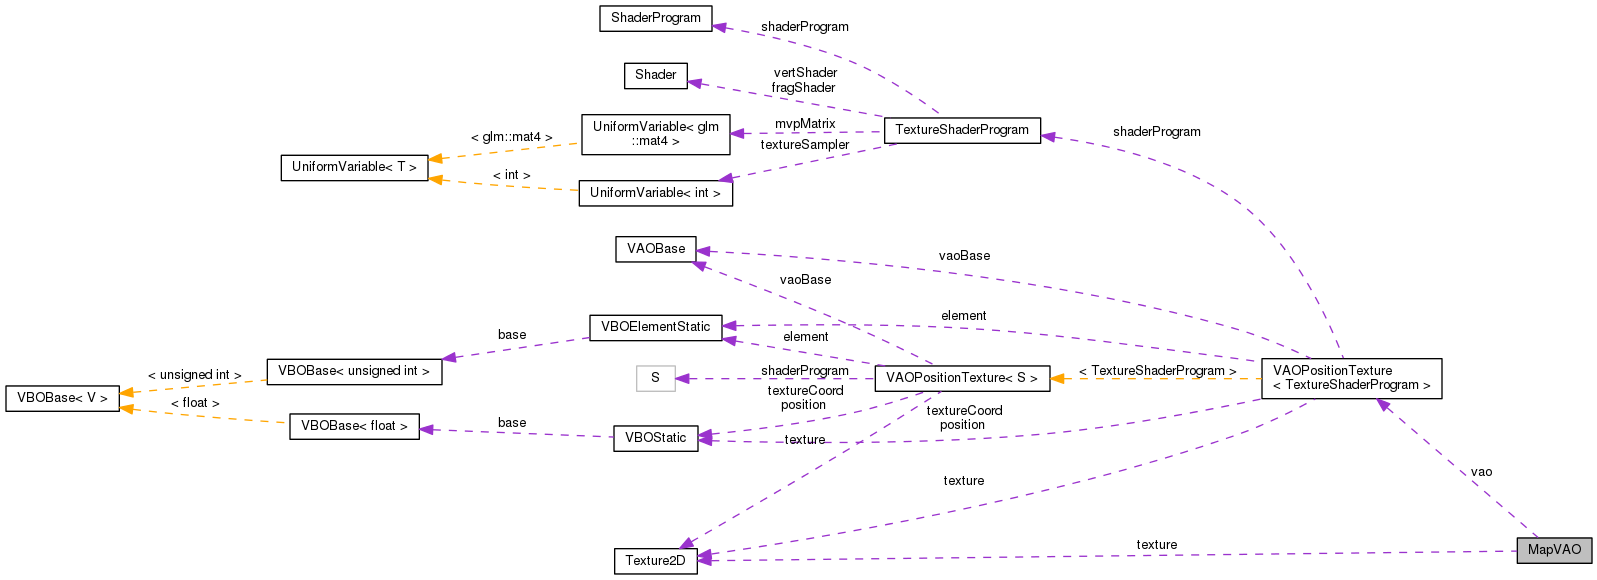 ShaderProgram
shaderProgram
Shader
vertShader
fragShader
UniformVariable< glm
::mat4 >
mvpMatrix
TextureShaderProgram
shaderProgram
< glm::mat4 >
textureSampler
UniformVariable< T >
< int >
UniformVariable< int >
VAOBase
vaoBase
vaoBase
VBOElementStatic
element
element
base
VBOBase< unsigned int >
< unsigned int >
S
shaderProgram
VAOPositionTexture< S >
< TextureShaderProgram >
VAOPositionTexture
< TextureShaderProgram >
VBOBase< V >
< float >
VBOBase< float >
base
VBOStatic
textureCoord
position
textureCoord
position
texture
texture
vao
Texture2D
texture
MapVAO